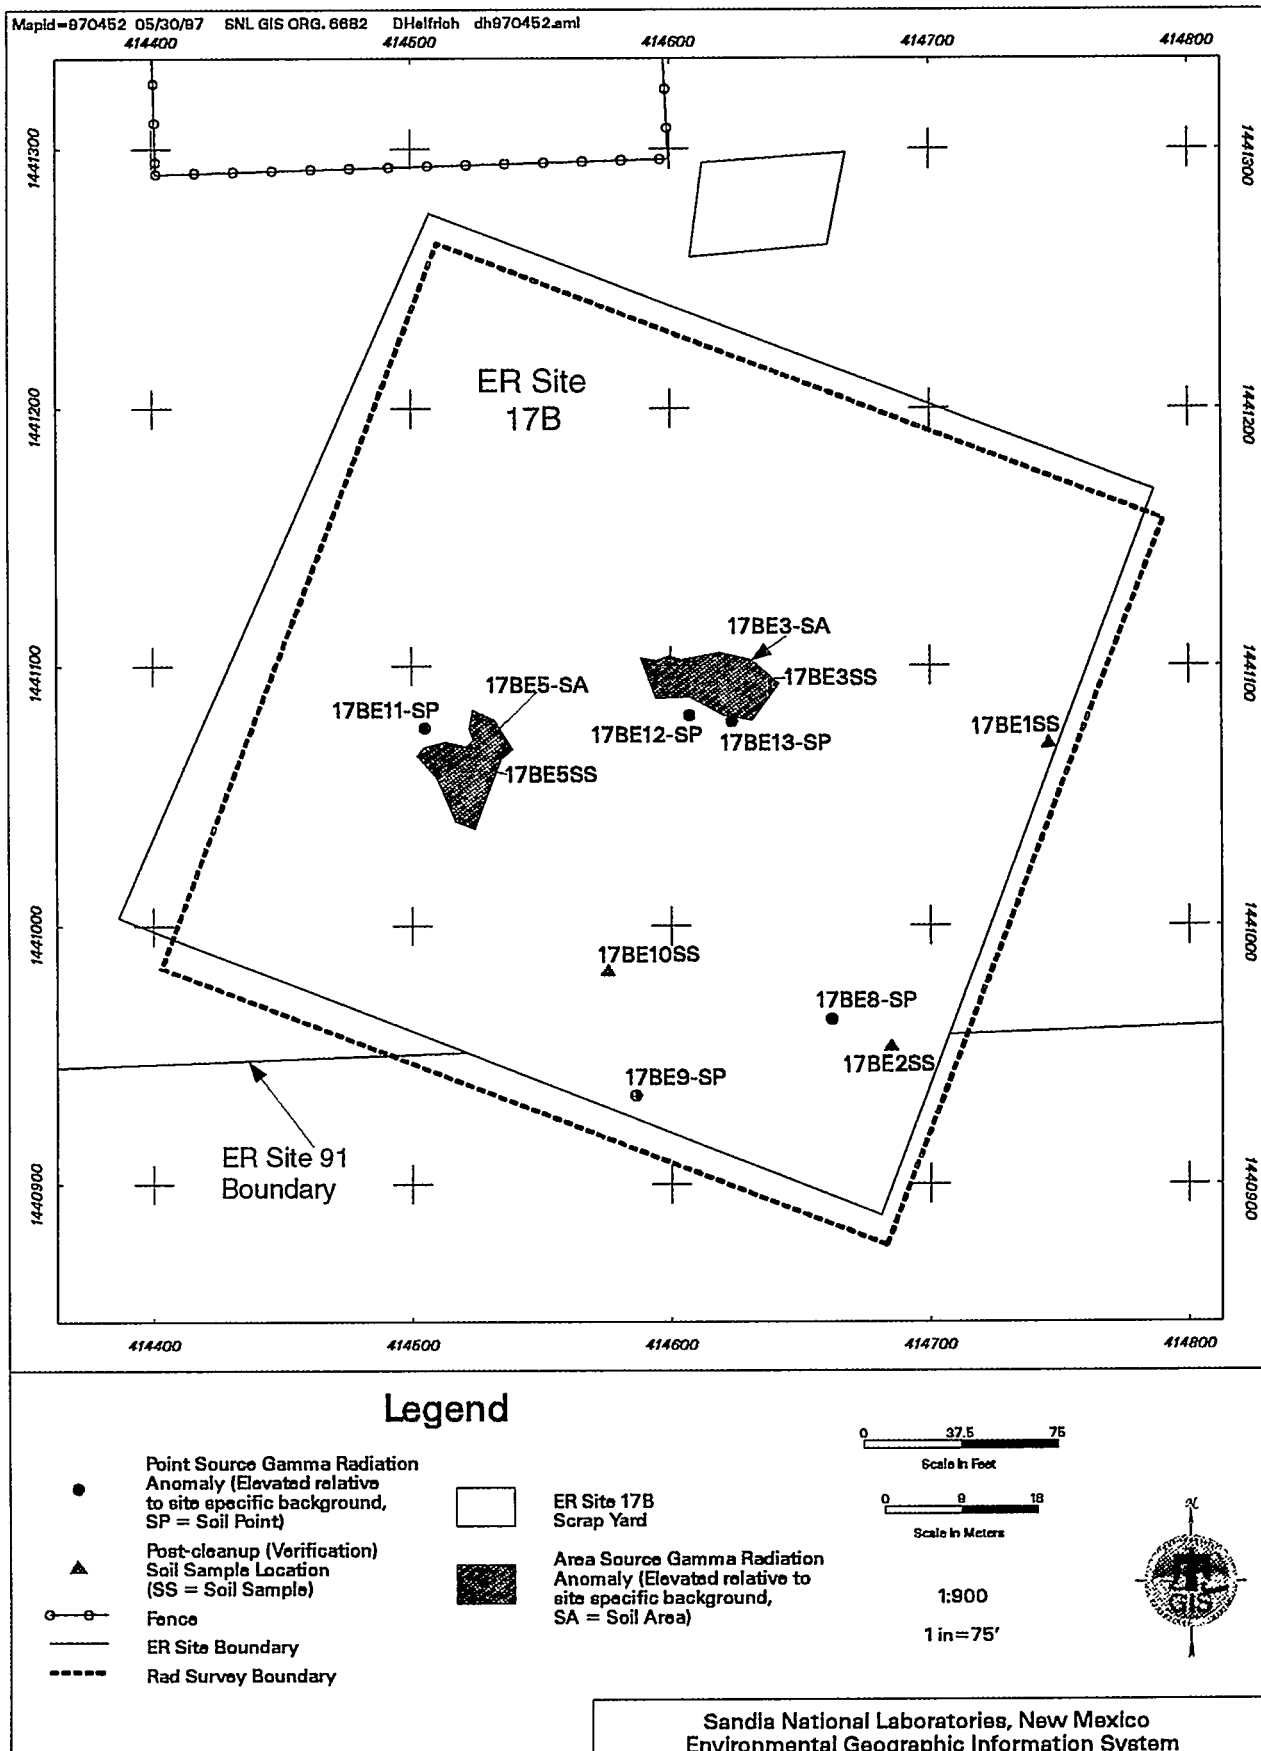 MapId=970452 05/30/97 SNL GIS ORG. 6682 DHelfrich dh970452.aml
414400 414500 414600 414700 414800
1441300 1441300
ER Site
17B
1441200 1441200
17BE3-SA
1441100 1441100
17BE5-SA
17BE3SS
17BE11-SP
17BE12-SP
17BE13-SP
17BE1SS
17BE5SS
1441000 1441000
17BE10SS
17BE8-SP
17BE2SS
17BE9-SP
ER Site 91
Boundary
1440900 1440900
414400 414500 414600 414700 414800
Legend
Point Source Gamma Radiation
Anomaly (Elevated relative
to site specific background,
SP = Soil Point)
Post-cleanup (Verification)
Soil Sample Location
(SS = Soil Sample)
Fence
ER Site Boundary
Rad Survey Boundary
ER Site 17B
Scrap Yard
Area Source Gamma Radiation
Anomaly (Elevated relative to
site specific background,
SA = Soil Area)
0 37.5 75
Scale in Feet
0 9 18
Scale in Meters
1:900
1 in=75'
N
GIS
Sandia National Laboratories, New Mexico
Environmental Geographic Information System